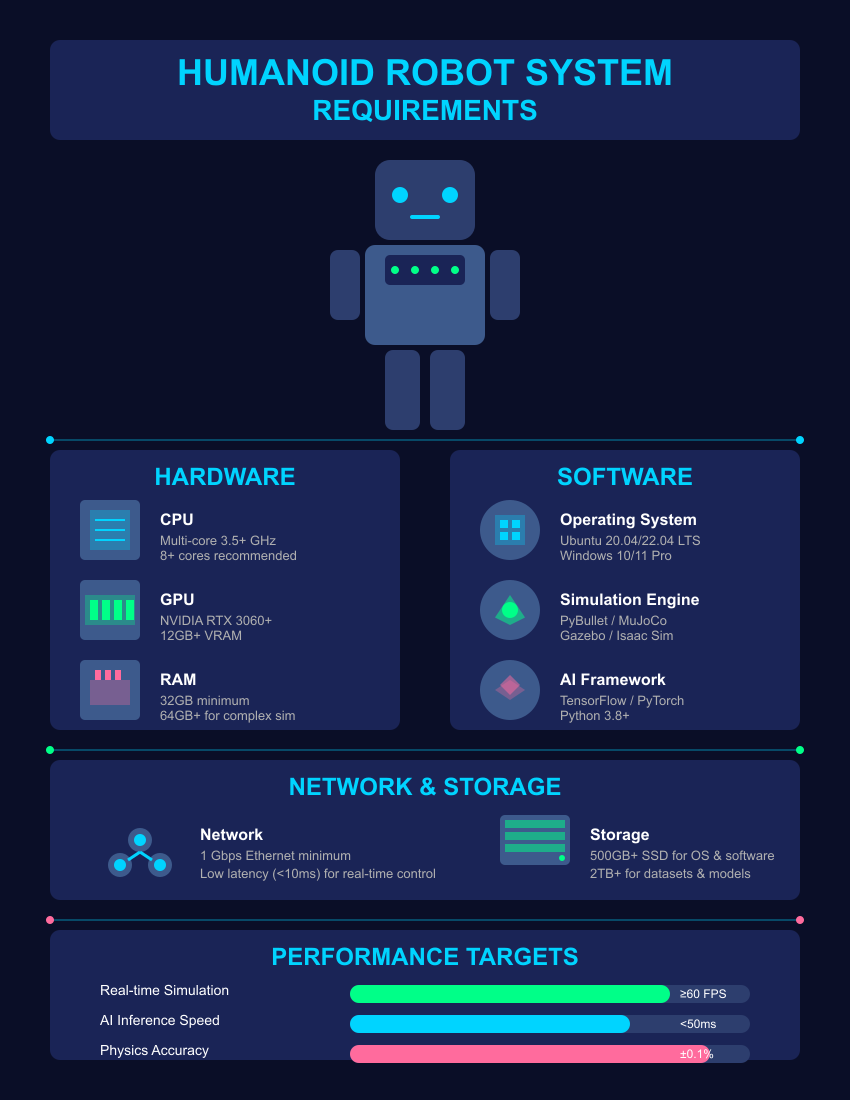 HUMANOID ROBOT SYSTEM
REQUIREMENTS
HARDWARE
CPU
Multi-core 3.5+ GHz
8+ cores recommended
GPU
NVIDIA RTX 3060+
12GB+ VRAM
RAM
32GB minimum
64GB+ for complex sim
SOFTWARE
Operating System
Ubuntu 20.04/22.04 LTS
Windows 10/11 Pro
Simulation Engine
PyBullet / MuJoCo
Gazebo / Isaac Sim
AI Framework
TensorFlow / PyTorch
Python 3.8+
NETWORK & STORAGE
Network
1 Gbps Ethernet minimum
Low latency (<10ms) for real-time control
Storage
500GB+ SSD for OS & software
2TB+ for datasets & models
PERFORMANCE TARGETS
Real-time Simulation
≥60 FPS
AI Inference Speed
<50ms
Physics Accuracy
±0.1%